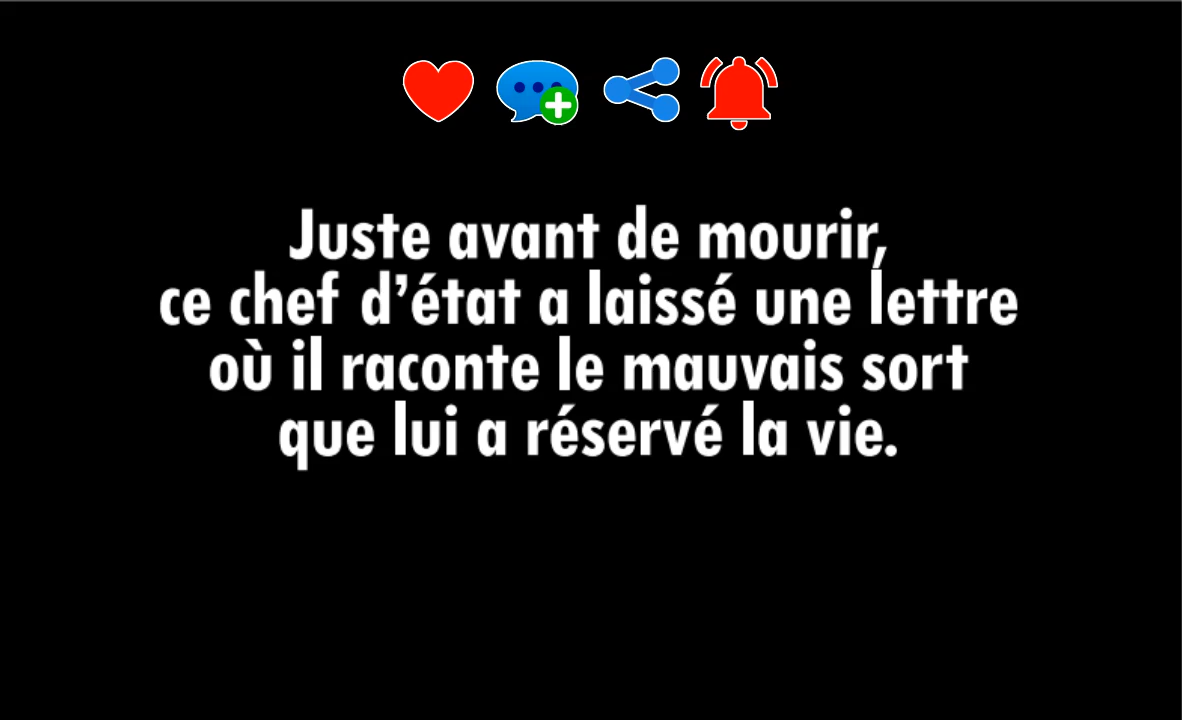 Juste avant de mourir,
ce chef d’état a laissé une lettre
où il raconte le mauvais sort
que lui a réservé la vie.